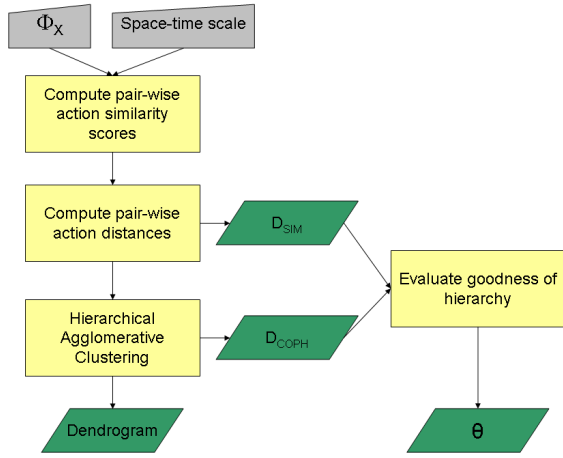 Φ_X
Space-time scale
Compute pair-wise
action similarity
scores
Compute pair-wise
action distances
D_SIM
Evaluate goodness of
hierarchy
Hierarchical
Agglomerative
Clustering
D_COPH
Dendrogram
θ